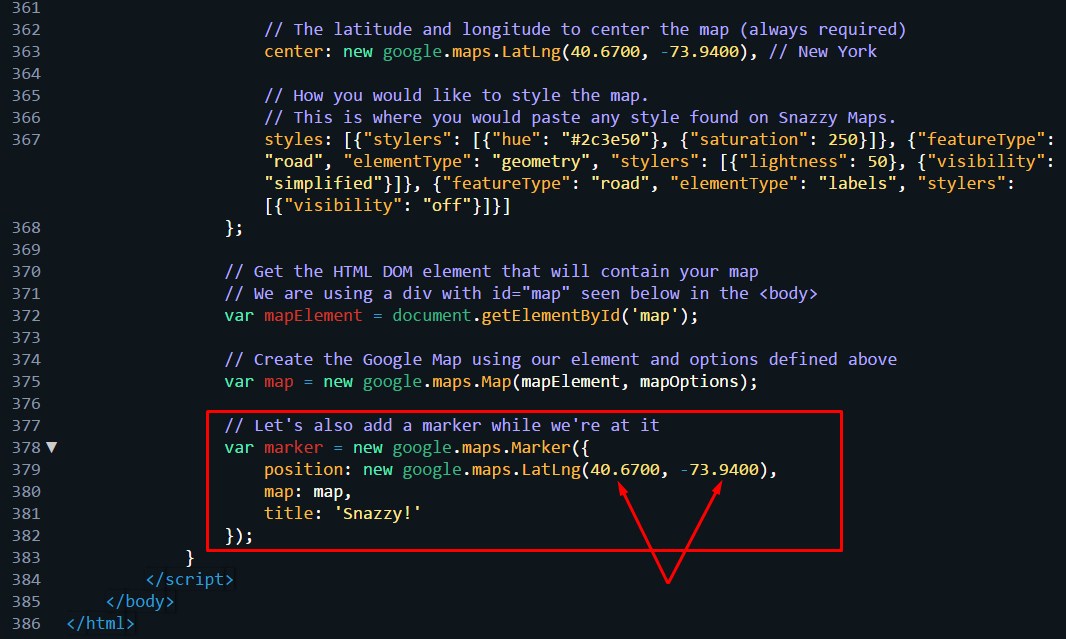 361
362 // The latitude and longitude to center the map (always required)
363 center: new google.maps.LatLng(40.6700, -73.9400), // New York
364
365 // How you would like to style the map.
366 // This is where you would paste any style found on Snazzy Maps.
367 styles: [{"stylers": [{"hue": "#2c3e50"}, {"saturation": 250}]}, {"featureType":
"road", "elementType": "geometry", "stylers": [{"lightness": 50}, {"visibility":
"simplified"}]}, {"featureType": "road", "elementType": "labels", "stylers":
[{"visibility": "off"}]}]
368 };
369
370 // Get the HTML DOM element that will contain your map
371 // We are using a div with id="map" seen below in the <body>
372 var mapElement = document.getElementById('map');
373
374 // Create the Google Map using our element and options defined above
375 var map = new google.maps.Map(mapElement, mapOptions);
376
377 // Let's also add a marker while we're at it
378 var marker = new google.maps.Marker({
379 position: new google.maps.LatLng(40.6700, -73.9400),
380 map: map,
381 title: 'Snazzy!'
382 });
383 }
384 </script>
385 </body>
386 </html>